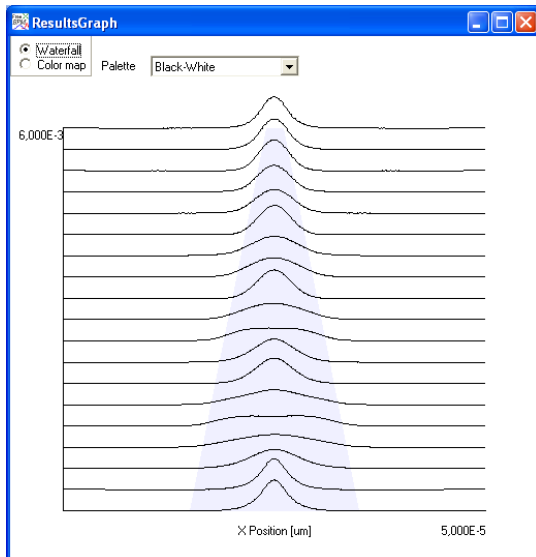 ResultsGraph
Waterfall
Color map
Palette
Black-White
6,000E-3
X Position [um]
5,000E-5